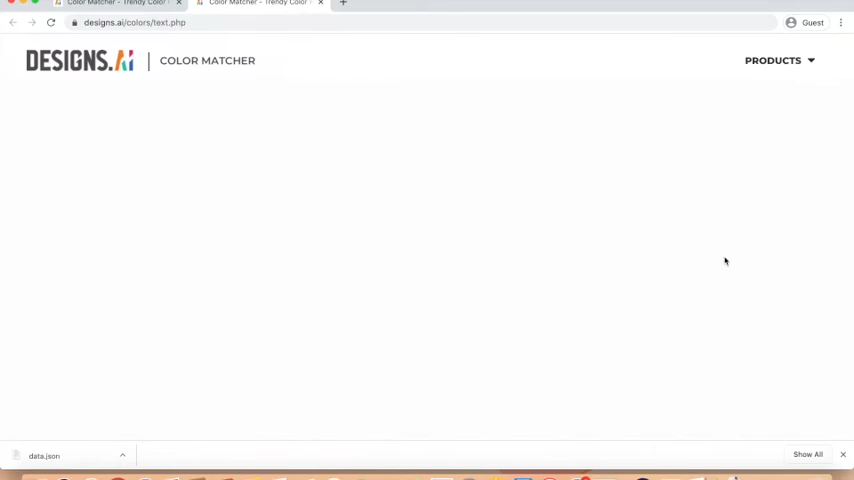 Color Matcher - Trendy Color
Color Matcher - Trendy Color
designs.ai/colors/text.php
Guest
DESIGNS.AI
COLOR MATCHER
PRODUCTS
data.json
Show All